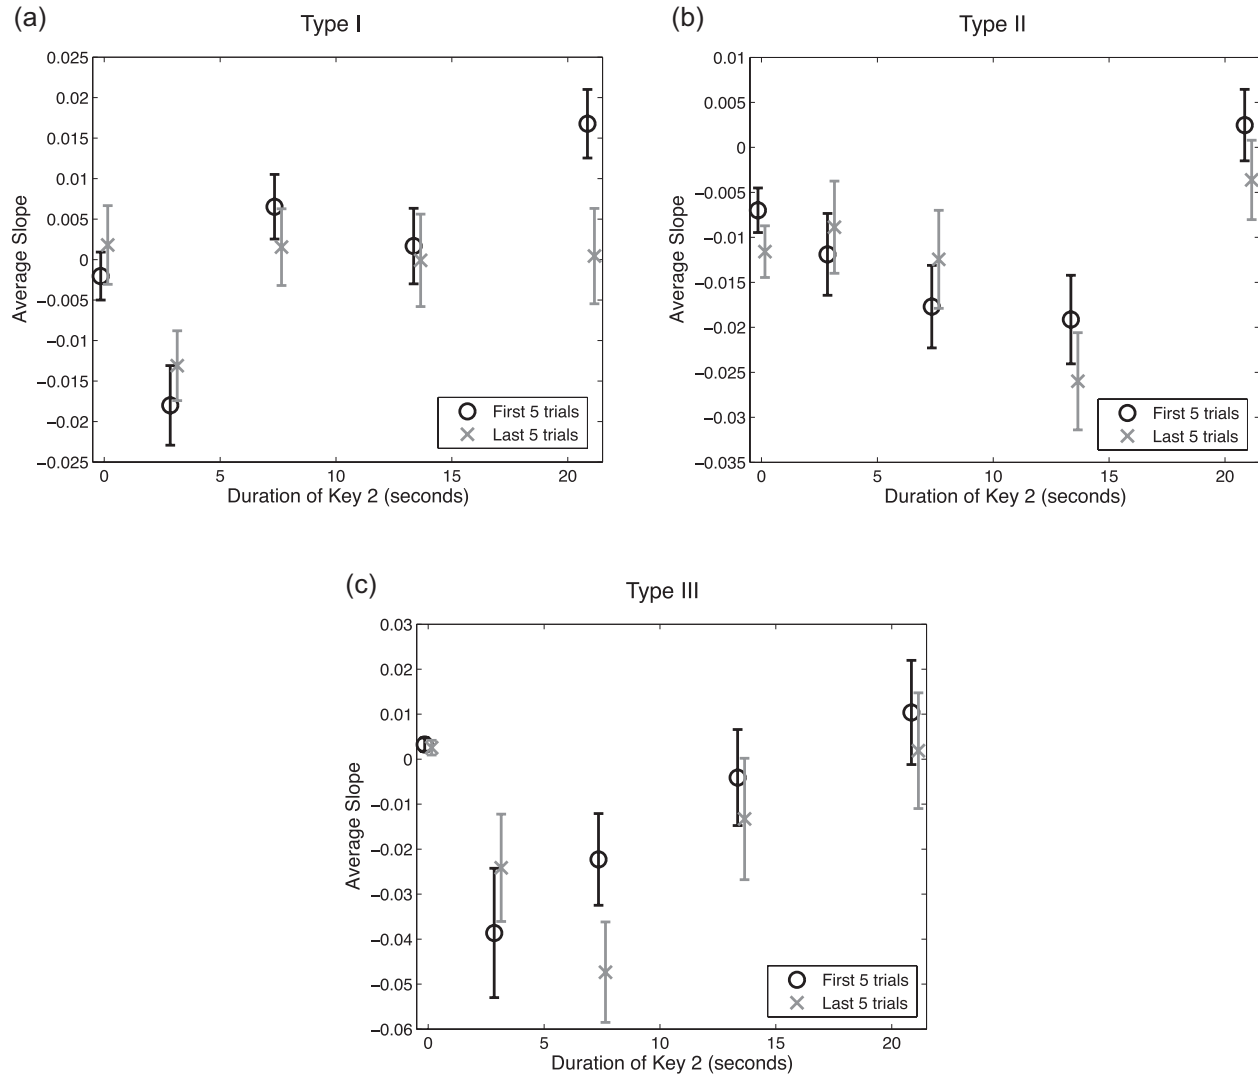 (a)
Type I
0.025
0.02
0.015
0.01
0.005
0
−0.005
−0.01
−0.015
−0.02
−0.025
Average Slope
0 5 10 15 20
Duration of Key 2 (seconds)
First 5 trials
Last 5 trials
(b)
Type II
0.01
0.005
0
−0.005
−0.01
−0.015
−0.02
−0.025
−0.03
−0.035
Average Slope
0 5 10 15 20
Duration of Key 2 (seconds)
First 5 trials
Last 5 trials
(c)
Type III
0.03
0.02
0.01
0
−0.01
−0.02
−0.03
−0.04
−0.05
−0.06
Average Slope
0 5 10 15 20
Duration of Key 2 (seconds)
First 5 trials
Last 5 trials